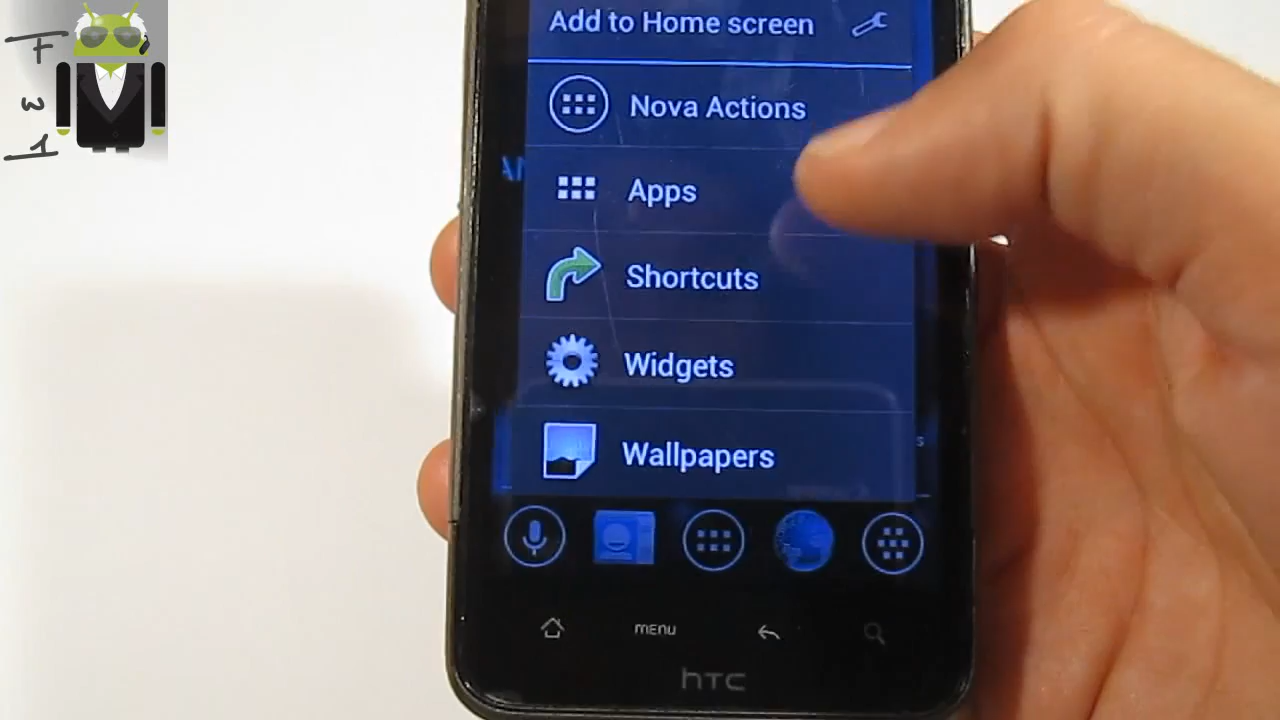 F
w
1
Add to Home screen
Nova Actions
Apps
Shortcuts
Widgets
Wallpapers
MENU
hTC